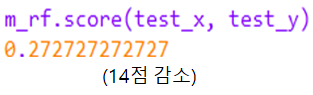 m_rf.score(test_x, test_y)
0.272727272727
(14점 감소)